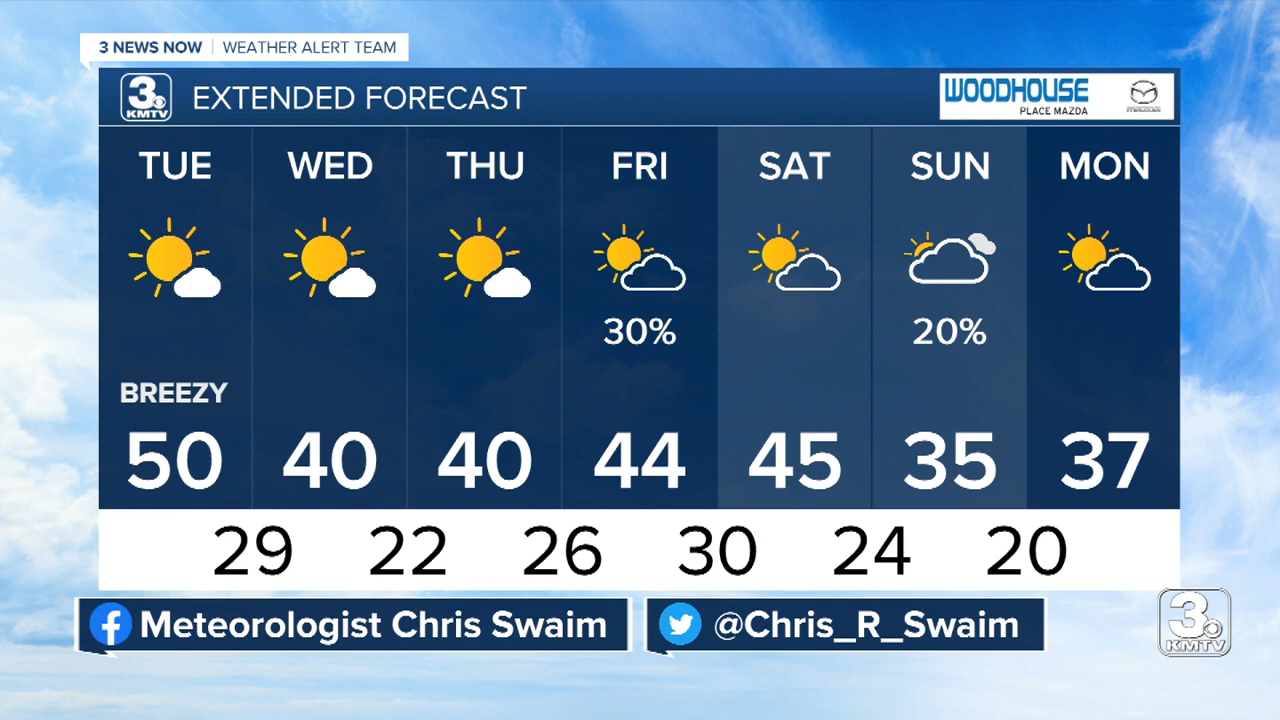 3 NEWS NOW | WEATHER ALERT TEAM
3 KMTV EXTENDED FORECAST
WOODHOUSE
PLACE MAZDA
mazda
TUE WED THU FRI SAT SUN MON
30% 20%
BREEZY
50 40 40 44 45 35 37
29 22 26 30 24 20
Meteorologist Chris Swaim @Chris_R_Swaim
3 KMTV